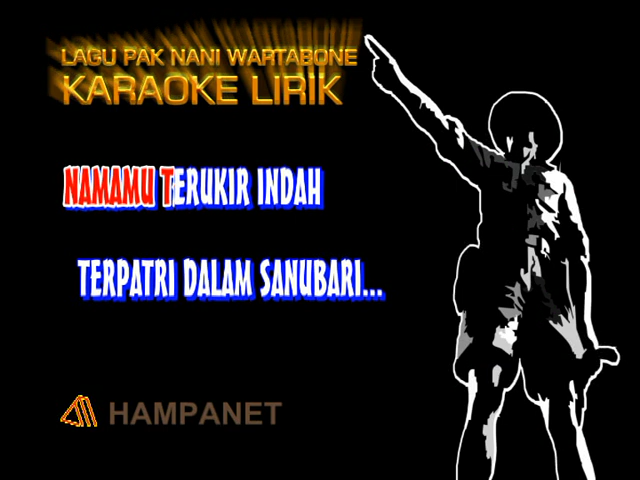 LAGU PAK NANI WARTABONE
KARAOKE LIRIK
NAMAMU TERUKIR INDAH
TERPATRI DALAM SANUBARI...
HAMPANET